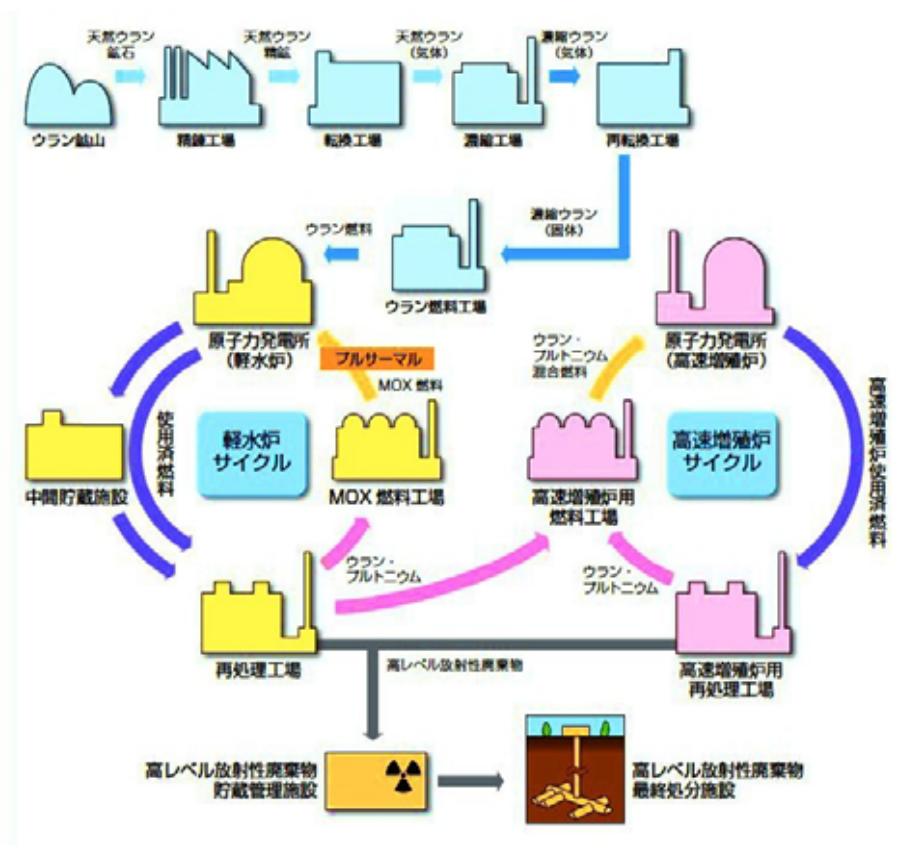 天然ウラン
鉱石
天然ウラン
精鉱
天然ウラン
(気体)
濃縮ウラン
(気体)
ウラン鉱山
精錬工場
転換工場
濃縮工場
再転換工場
濃縮ウラン
(固体)
ウラン燃料
ウラン燃料工場
原子力発電所
(軽水炉)
プルサーマル
MOX 燃料
ウラン・
プルトニウム
混合燃料
原子力発電所
(高速増殖炉)
使用済燃料
軽水炉
サイクル
高速増殖炉
サイクル
高速増殖炉使用済燃料
中間貯蔵施設
MOX 燃料工場
高速増殖炉用
燃料工場
ウラン・
プルトニウム
ウラン・
プルトニウム
再処理工場
高レベル放射性廃棄物
高速増殖炉用
再処理工場
高レベル放射性廃棄物
貯蔵管理施設
高レベル放射性廃棄物
最終処分施設